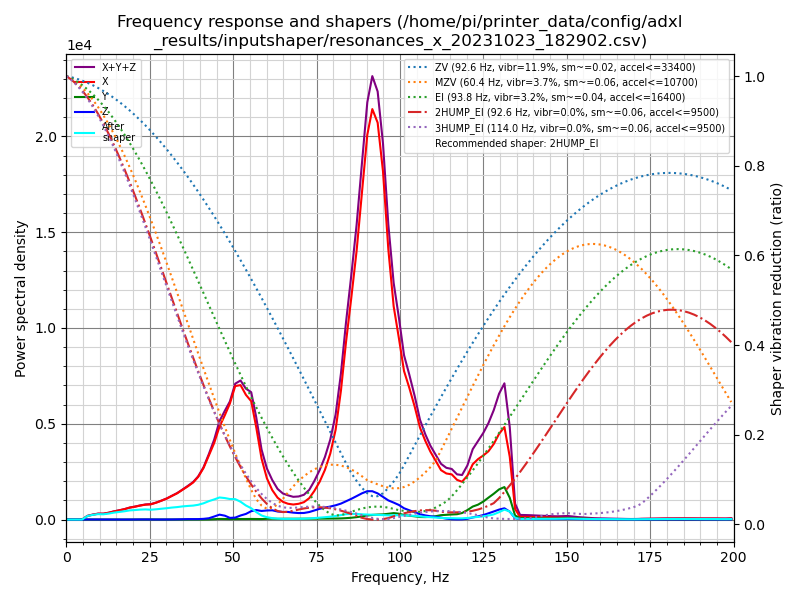 Frequency response and shapers (/home/pi/printer_data/config/adxl
_results/inputshaper/resonances_x_20231023_182902.csv)
1e4
X+Y+Z
X
Y
Z
After
shaper
ZV (92.6 Hz, vibr=11.9%, sm~=0.02, accel<=33400)
MZV (60.4 Hz, vibr=3.7%, sm~=0.06, accel<=10700)
EI (93.8 Hz, vibr=3.2%, sm~=0.04, accel<=16400)
2HUMP_EI (92.6 Hz, vibr=0.0%, sm~=0.06, accel<=9500)
3HUMP_EI (114.0 Hz, vibr=0.0%, sm~=0.06, accel<=9500)
Recommended shaper: 2HUMP_EI
Power spectral density
2.0
1.5
1.0
0.5
0.0
1.0
0.8
0.6
0.4
0.2
0.0
Shaper vibration reduction (ratio)
0 25 50 75 100 125 150 175 200
Frequency, Hz